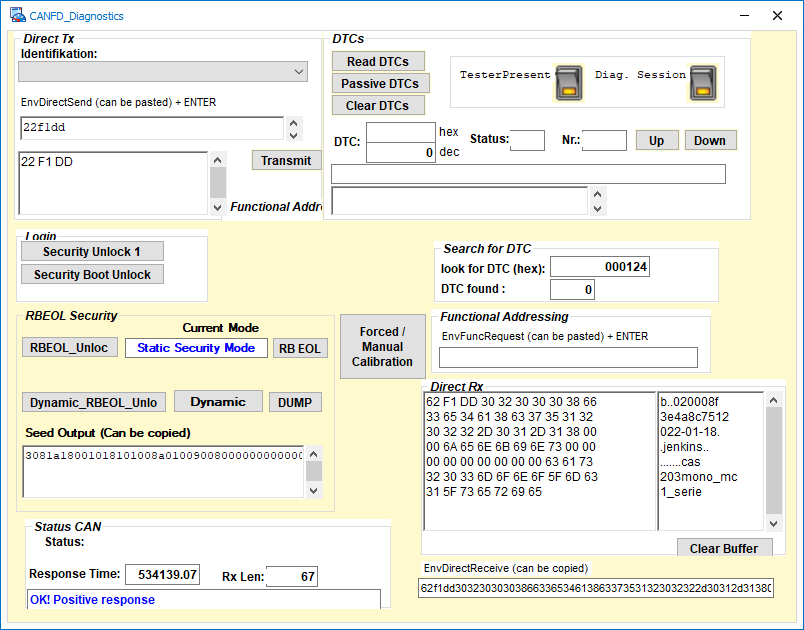 CANFD_Diagnostics
Direct Tx
Identifikation:
EnvDirectSend (can be pasted) + ENTER
22f1dd
22 F1 DD
Transmit
Functional Addr
DTCs
Read DTCs
Passive DTCs
Clear DTCs
TesterPresent
Diag. Session
DTC:
hex
0 dec
Status:
Nr.:
Up
Down
Login
Security Unlock 1
Security Boot Unlock
Search for DTC
look for DTC (hex): 000124
DTC found : 0
RBEOL Security
Current Mode
RBEOL_Unloc
Static Security Mode
RB EOL
Dynamic_RBEOL_Unlo
Dynamic
DUMP
Seed Output (Can be copied)
Forced /
Manual
Calibration
Functional Addressing
EnvFuncRequest (can be pasted) + ENTER
Direct Rx
62 F1 DD 30 32 30 30 30 38 66
33 65 34 61 38 63 37 35 31 32
30 32 32 2D 30 31 2D 31 38 00
00 6A 65 6E 6B 69 6E 73 00 00
00 00 00 00 00 00 00 63 61 73
32 30 33 6D 6F 6E 6F 5F 6D 63
31 5F 73 65 72 69 65
b..020008f
3e4a8c7512
022-01-18.
.jenkins..
.......cas
203mono_mc
1_serie
Clear Buffer
EnvDirectReceive (can be copied)
Status CAN
Status:
Response Time: 534139.07
Rx Len: 67
OK! Positive response